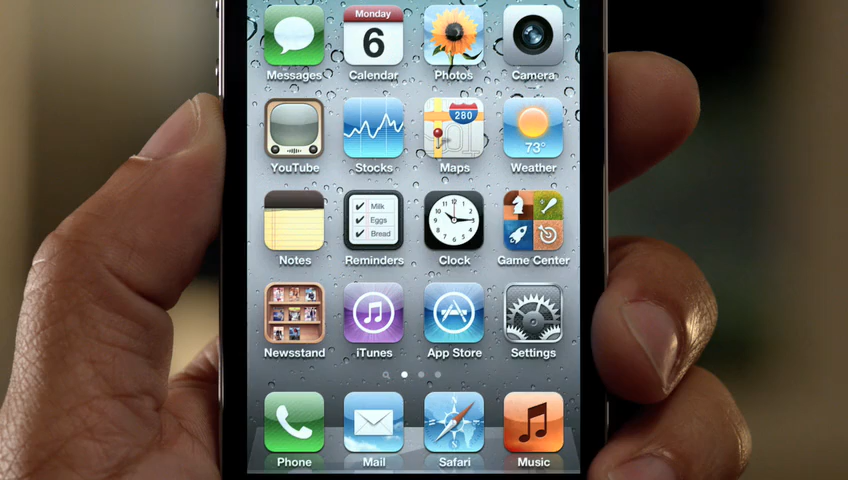 Monday
6
Messages Calendar Photos Camera
280
73°
YouTube Stocks Maps Weather
Milk
Eggs
Bread
12
Notes Reminders Clock Game Center
Newsstand iTunes App Store Settings
Phone Mail Safari Music